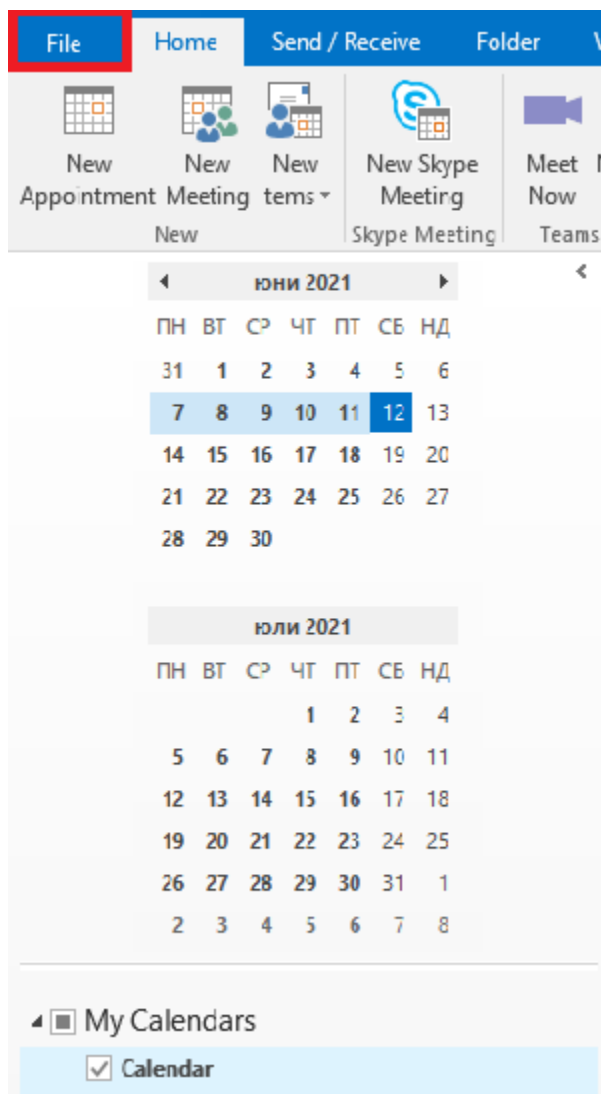 File Home Send / Receive Folder
New Appointment New Meeting New tems New Skype Meeting Meet Now
New Skype Meeting Teams
юни 2021
ПН ВТ СР ЧТ ПТ СБ НД
31 1 2 3 4 5 6
7 8 9 10 11 12 13
14 15 16 17 18 19 20
21 22 23 24 25 26 27
28 29 30
юли 2021
ПН ВТ СР ЧТ ПТ СБ НД
1 2 3 4
5 6 7 8 9 10 11
12 13 14 15 16 17 18
19 20 21 22 23 24 25
26 27 28 29 30 31 1
2 3 4 5 6 7 8
My Calendars
Calendar